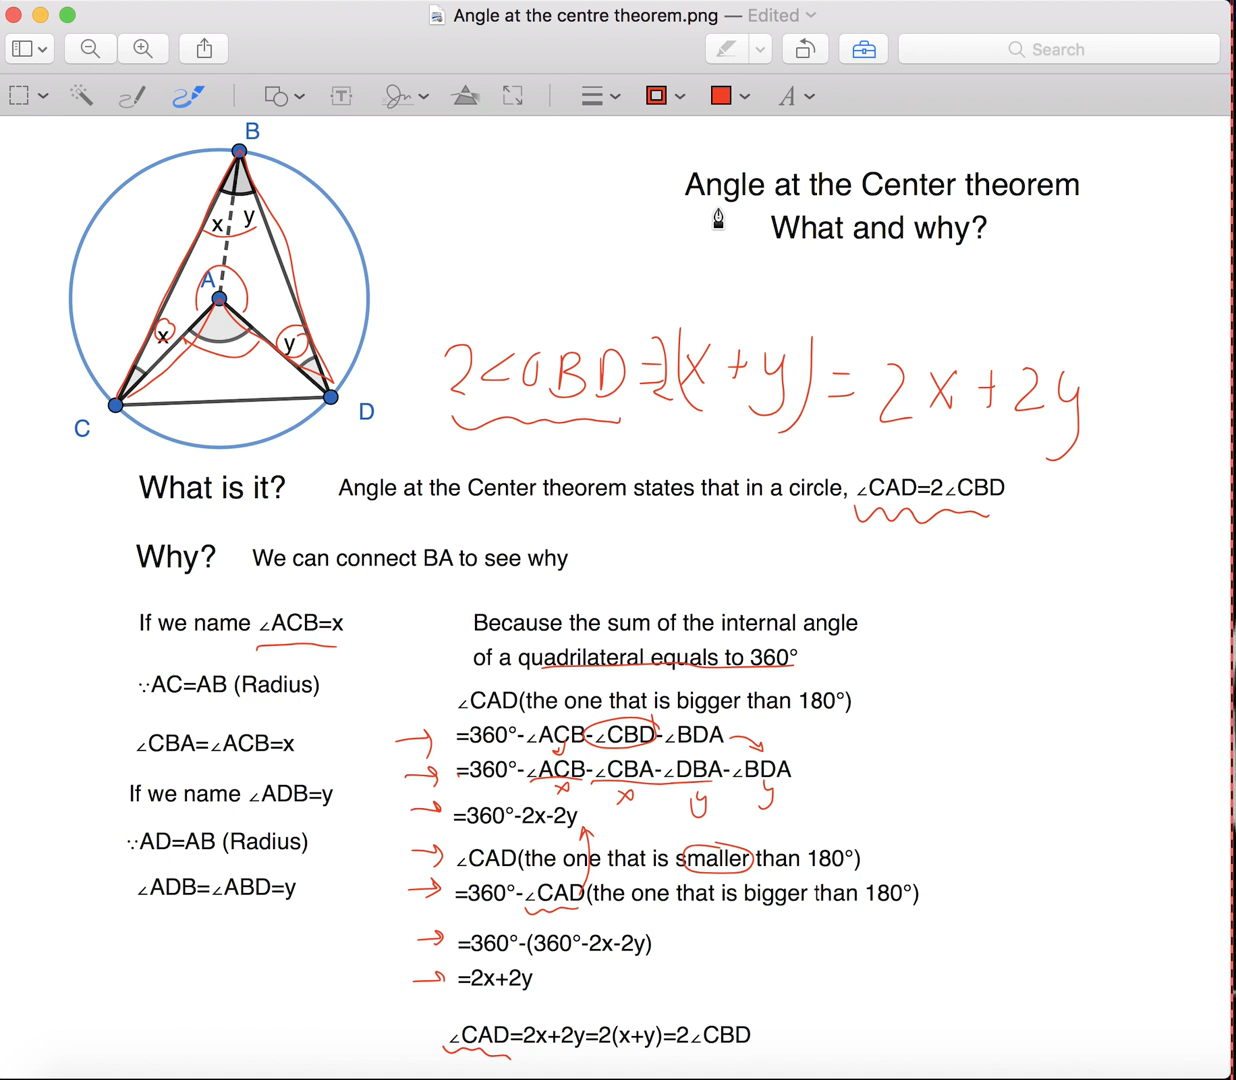 Angle at the centre theorem.png — Edited
Search
A
B
Angle at the Center theorem
What and why?
x y
A
x
y
C
D
2<CBD=2(x+y)=2x+2y
What is it? Angle at the Center theorem states that in a circle, ∠CAD=2∠CBD
Why? We can connect BA to see why
If we name ∠ACB=x
∵AC=AB (Radius)
∠CBA=∠ACB=x
If we name ∠ADB=y
∵AD=AB (Radius)
∠ADB=∠ABD=y
Because the sum of the internal angle
of a quadrilateral equals to 360°
∠CAD(the one that is bigger than 180°)
=360°-∠ACB-∠CBD-∠BDA
=360°-∠ACB-∠CBA-∠DBA-∠BDA
x x y y
=360°-2x-2y
∠CAD(the one that is smaller than 180°)
=360°-∠CAD(the one that is bigger than 180°)
=360°-(360°-2x-2y)
=2x+2y
∠CAD=2x+2y=2(x+y)=2∠CBD